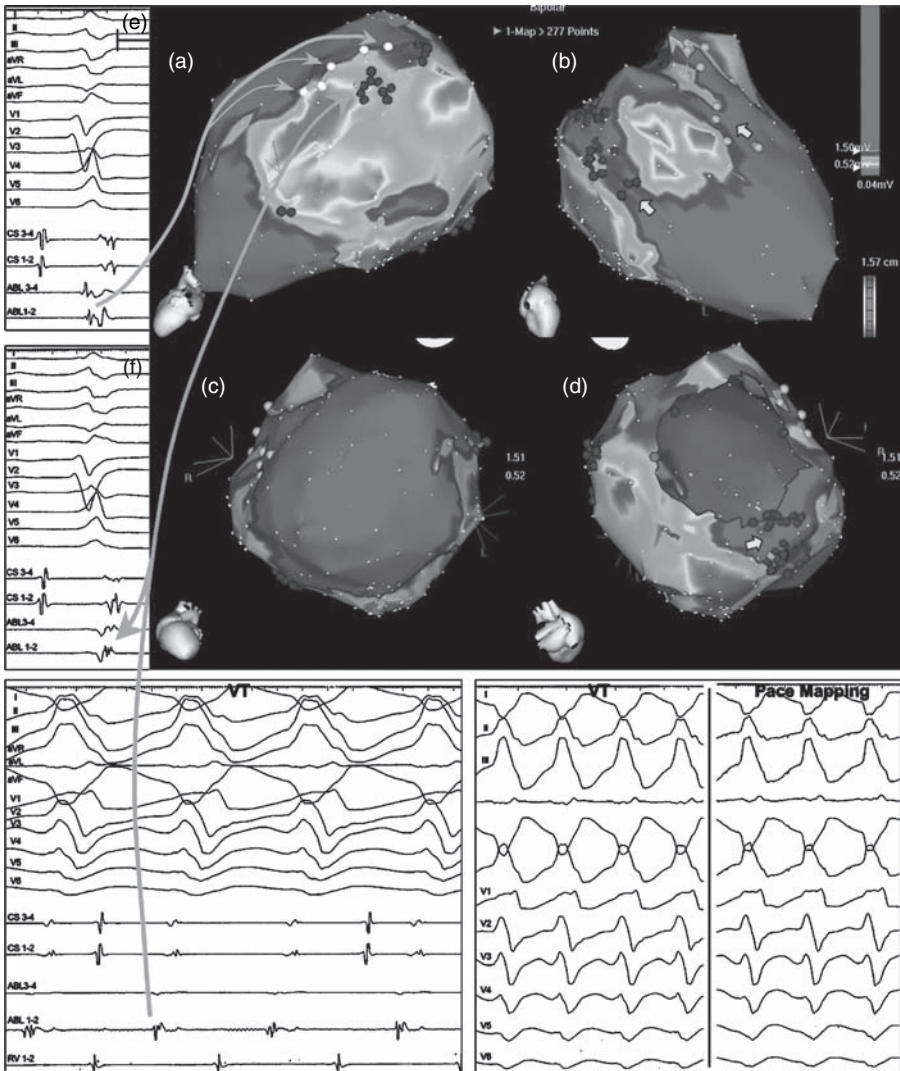 Bipolar
1-Map > 277 Points
(e)
(a)
(b)
I
II
III
aVR
aVL
aVF
V1
V2
V3
V4
V5
V6
CS 3-4
CS 1-2
ABL 3-4
ABL1-2
1.50mV
0.04mV
1.57 cm
L
(f)
(c)
(d)
I
II
III
aVR
aVL
aVF
V1
V2
V3
V4
V5
V6
CS 3-4
CS 1-2
ABL3-4
ABL 1-2
R
1.51
0.52
R
I
1.51
0.52
VT
I
II
III
aVR
aVL
aVF
V1
V2
V3
V4
V5
V6
CS 3-4
CS 1-2
ABL3-4
ABL 1-2
RV 1-2
VT
Pace Mapping
I
II
III
V1
V2
V3
V4
V5
V6